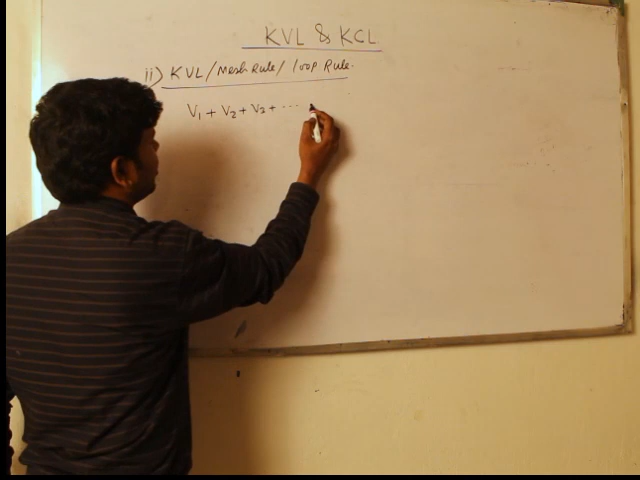 KVL & KCL
ii) KVL/Mesh Rule/ loop Rule.
V₁ + V₂ + V₃ + ...